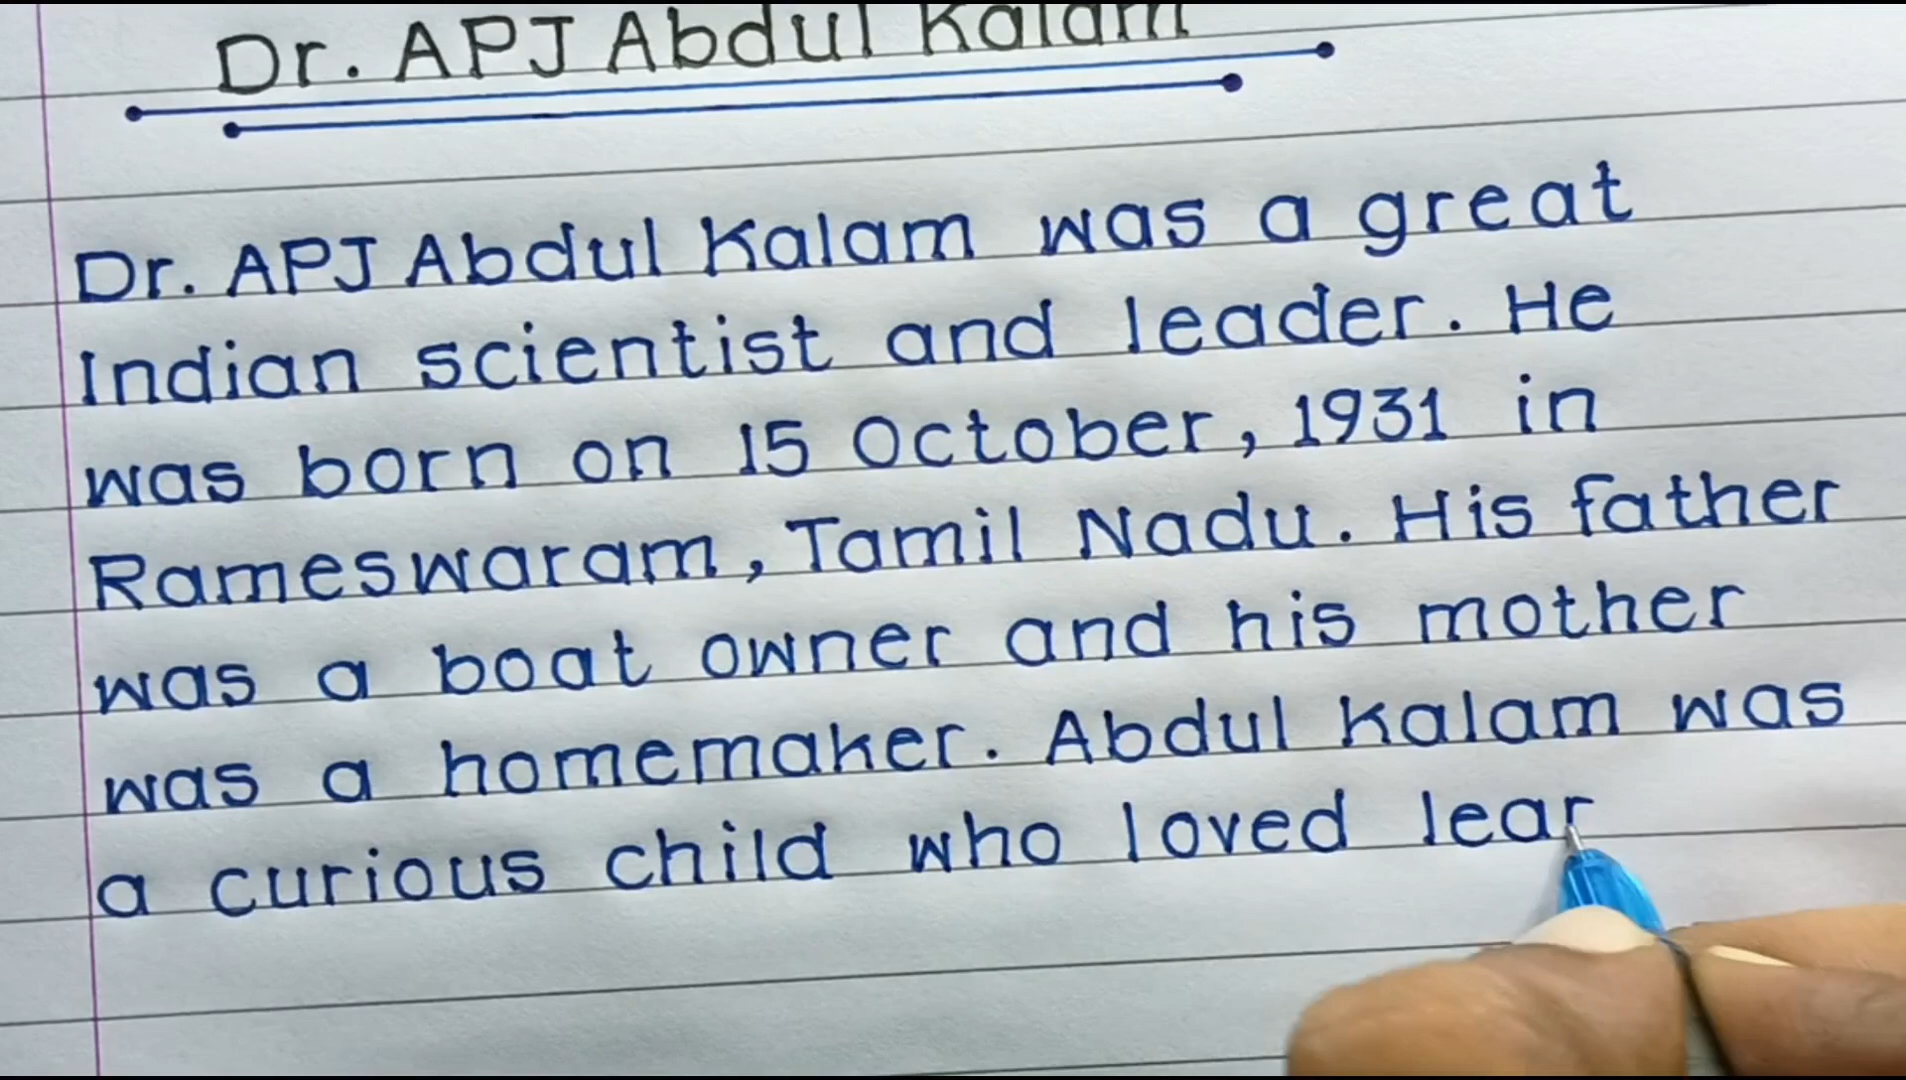 Dr. APJ Abdul Kalam
Dr. APJ Abdul Kalam was a great
Indian scientist and leader. He
was born on 15 October, 1931 in
Rameswaram, Tamil Nadu. His father
was a boat owner and his mother
was a homemaker. Abdul Kalam was
a curious child who loved lear